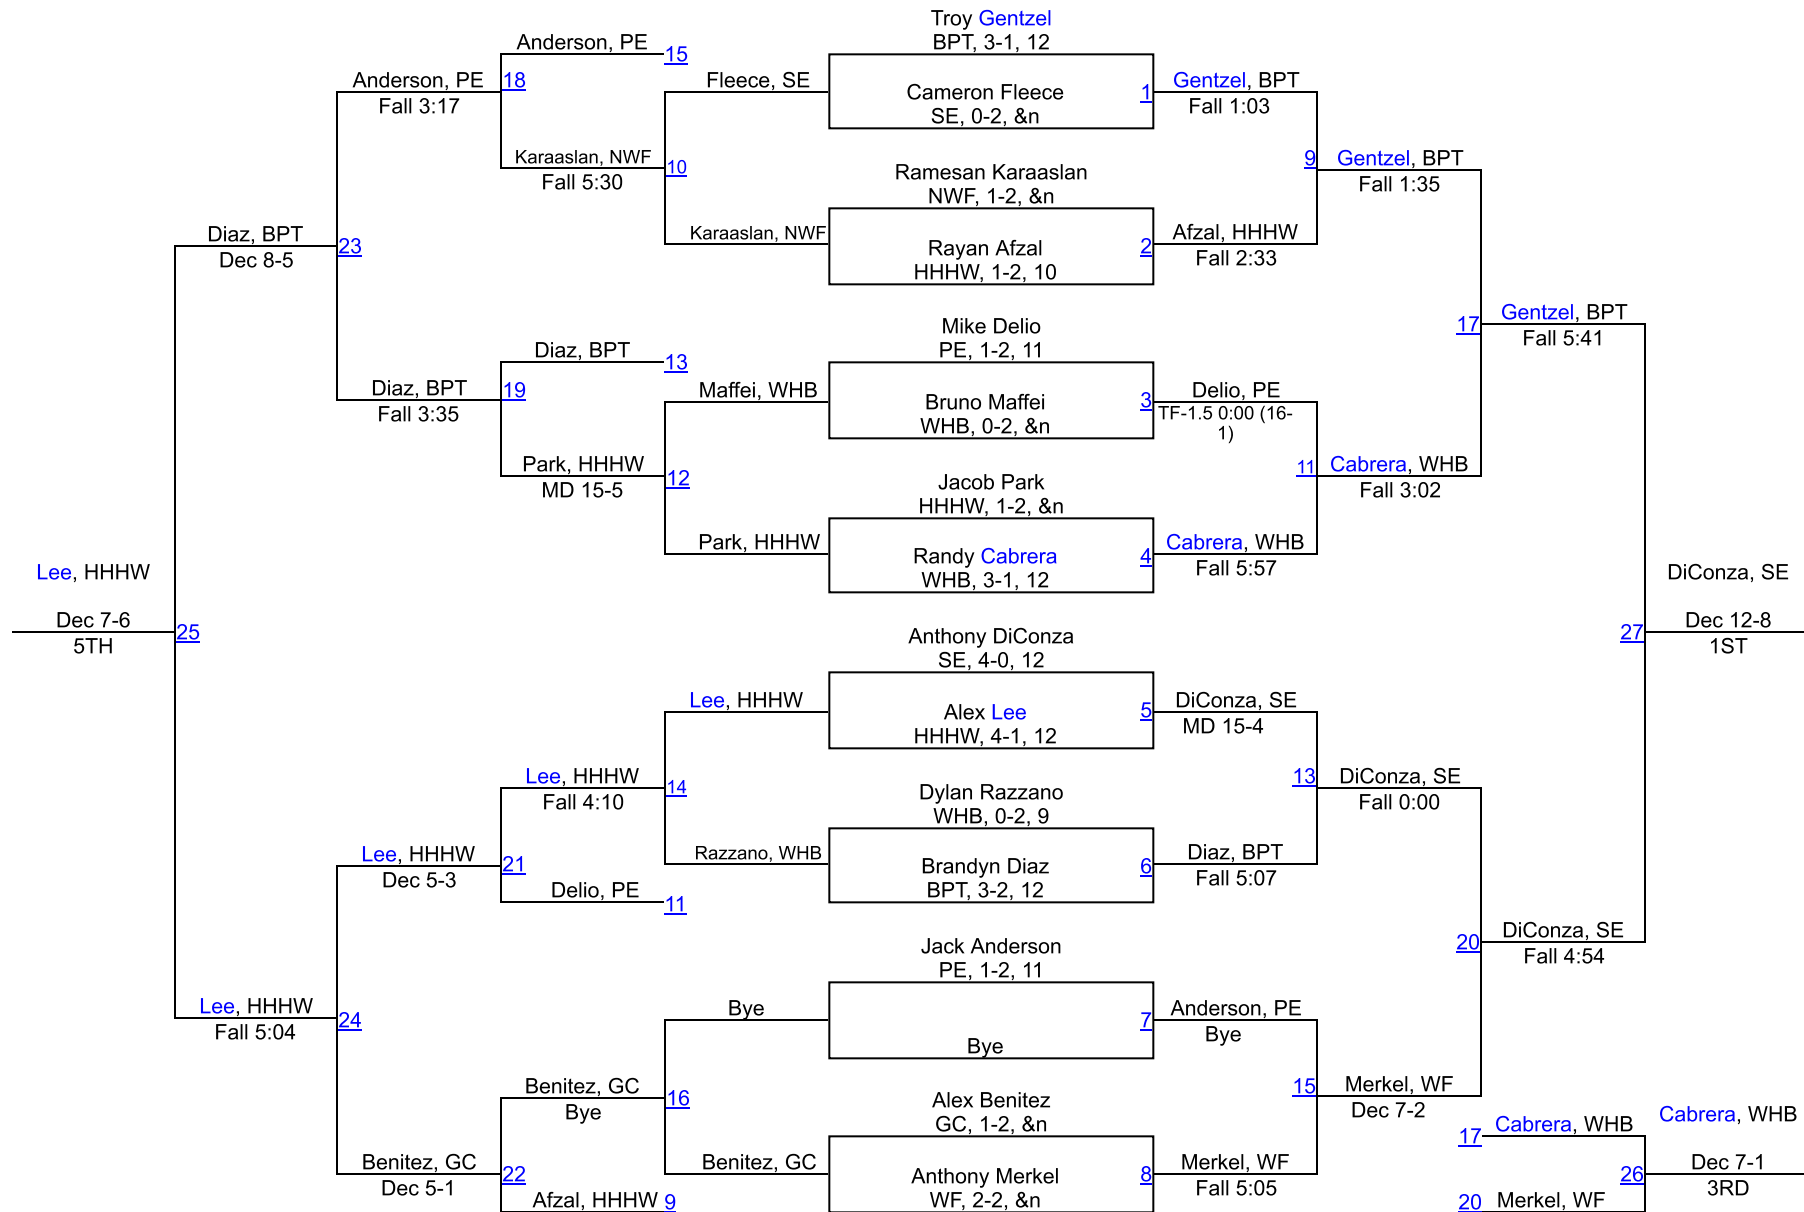 Troy Gentzel
BPT, 3-1, 12
Anderson, PE
15
Anderson, PE
18
Fleece, SE
Cameron Fleece
1
Gentzel, BPT
Fall 3:17
SE, 0-2, &n
Fall 1:03
Karaaslan, NWF
10
Fall 5:30
Ramesan Karaaslan
NWF, 1-2, &n
9
Gentzel, BPT
Fall 1:35
Diaz, BPT
23
Dec 8-5
Karaaslan, NWF
Rayan Afzal
HHHW, 1-2, 10
2
Afzal, HHHW
Fall 2:33
Mike Delio
PE, 1-2, 11
17
Gentzel, BPT
Fall 5:41
Diaz, BPT
13
Diaz, BPT
19
Fall 3:35
Maffei, WHB
Bruno Maffei
WHB, 0-2, &n
3
Delio, PE
TF-1.5 0:00 (16-
1)
Park, HHHW
12
MD 15-5
Jacob Park
HHHW, 1-2, &n
11
Cabrera, WHB
Fall 3:02
Park, HHHW
Randy Cabrera
WHB, 3-1, 12
4
Cabrera, WHB
Fall 5:57
Lee, HHHW
Dec 7-6
25
5TH
DiConza, SE
27
Dec 12-8
1ST
Anthony DiConza
SE, 4-0, 12
Lee, HHHW
Alex Lee
HHHW, 4-1, 12
5
DiConza, SE
MD 15-4
Lee, HHHW
14
Fall 4:10
Dylan Razzano
WHB, 0-2, 9
13
DiConza, SE
Fall 0:00
Lee, HHHW
21
Dec 5-3
Razzano, WHB
Brandyn Diaz
BPT, 3-2, 12
6
Diaz, BPT
Fall 5:07
Delio, PE
11
Jack Anderson
PE, 1-2, 11
20
DiConza, SE
Fall 4:54
Lee, HHHW
24
Fall 5:04
Bye
Bye
7
Anderson, PE
Bye
Benitez, GC
16
Bye
Alex Benitez
GC, 1-2, &n
15
Merkel, WF
Dec 7-2
17
Cabrera, WHB
Cabrera, WHB
Benitez, GC
22
Dec 5-1
Benitez, GC
Anthony Merkel
WF, 2-2, &n
8
Merkel, WF
Fall 5:05
26
Dec 7-1
3RD
Afzal, HHHW
9
20
Merkel, WF